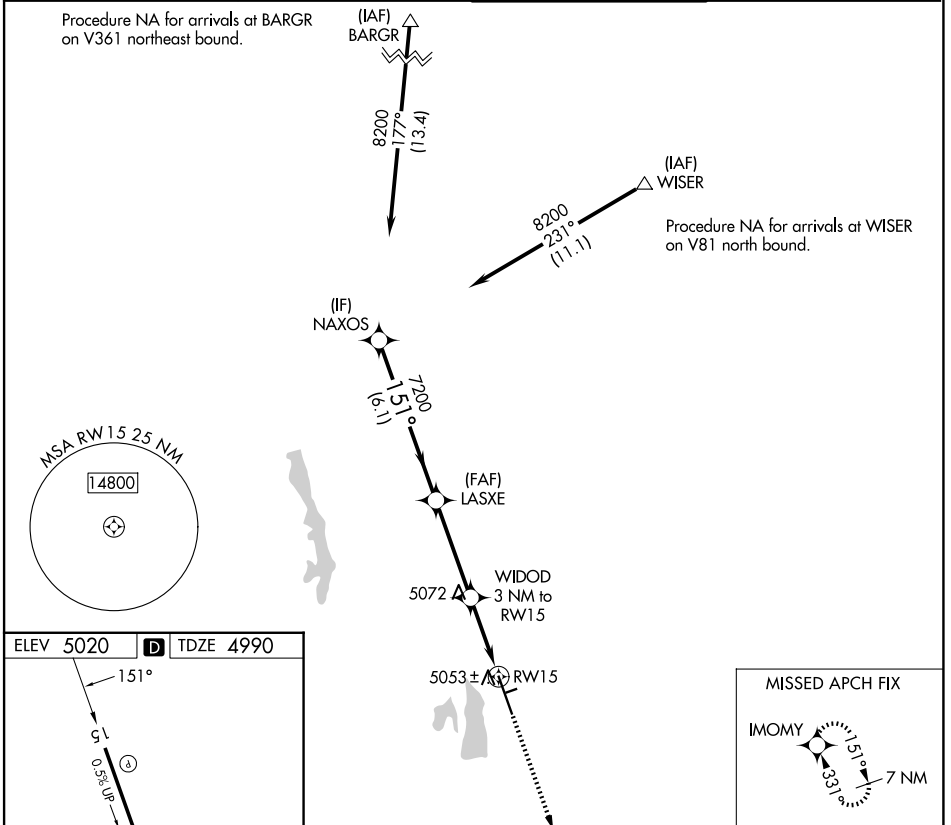 Procedure NA for arrivals at BARGR
on V361 northeast bound.
(IAF)
BARGR
8200
177°
(13.4)
(IAF)
WISER
8200
231°
(11.1)
Procedure NA for arrivals at WISER
on V81 north bound.
(IF)
NAXOS
7200
151°
(6.1)
MSA RW15 25 NM
14800
(FAF)
LASXE
5072
WIDOD
3 NM to
RW15
5053±
RW15
ELEV 5020 D TDZE 4990
151°
15
P
0.5% UP
MISSED APCH FIX
IMOMY
151°
331°
7 NM